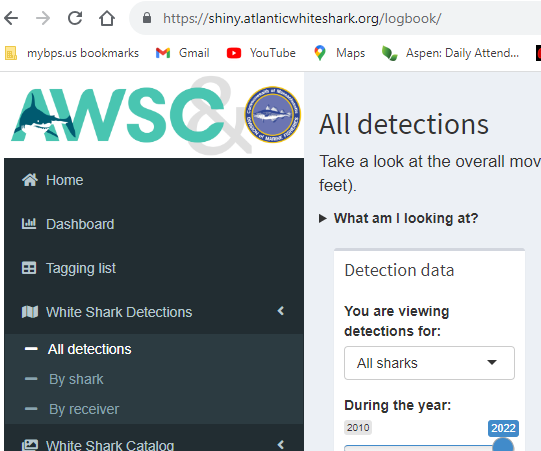 https://shiny.atlanticwhiteshark.org/logbook/
mybps.us bookmarks
Gmail
YouTube
Maps
Aspen: Daily Attend...
AWSC &
Home
Dashboard
Tagging list
White Shark Detections
All detections
By shark
By receiver
White Shark Catalog
All detections
Take a look at the overall mov
feet).
What am I looking at?
Detection data
You are viewing
detections for:
All sharks
During the year:
2010
2022